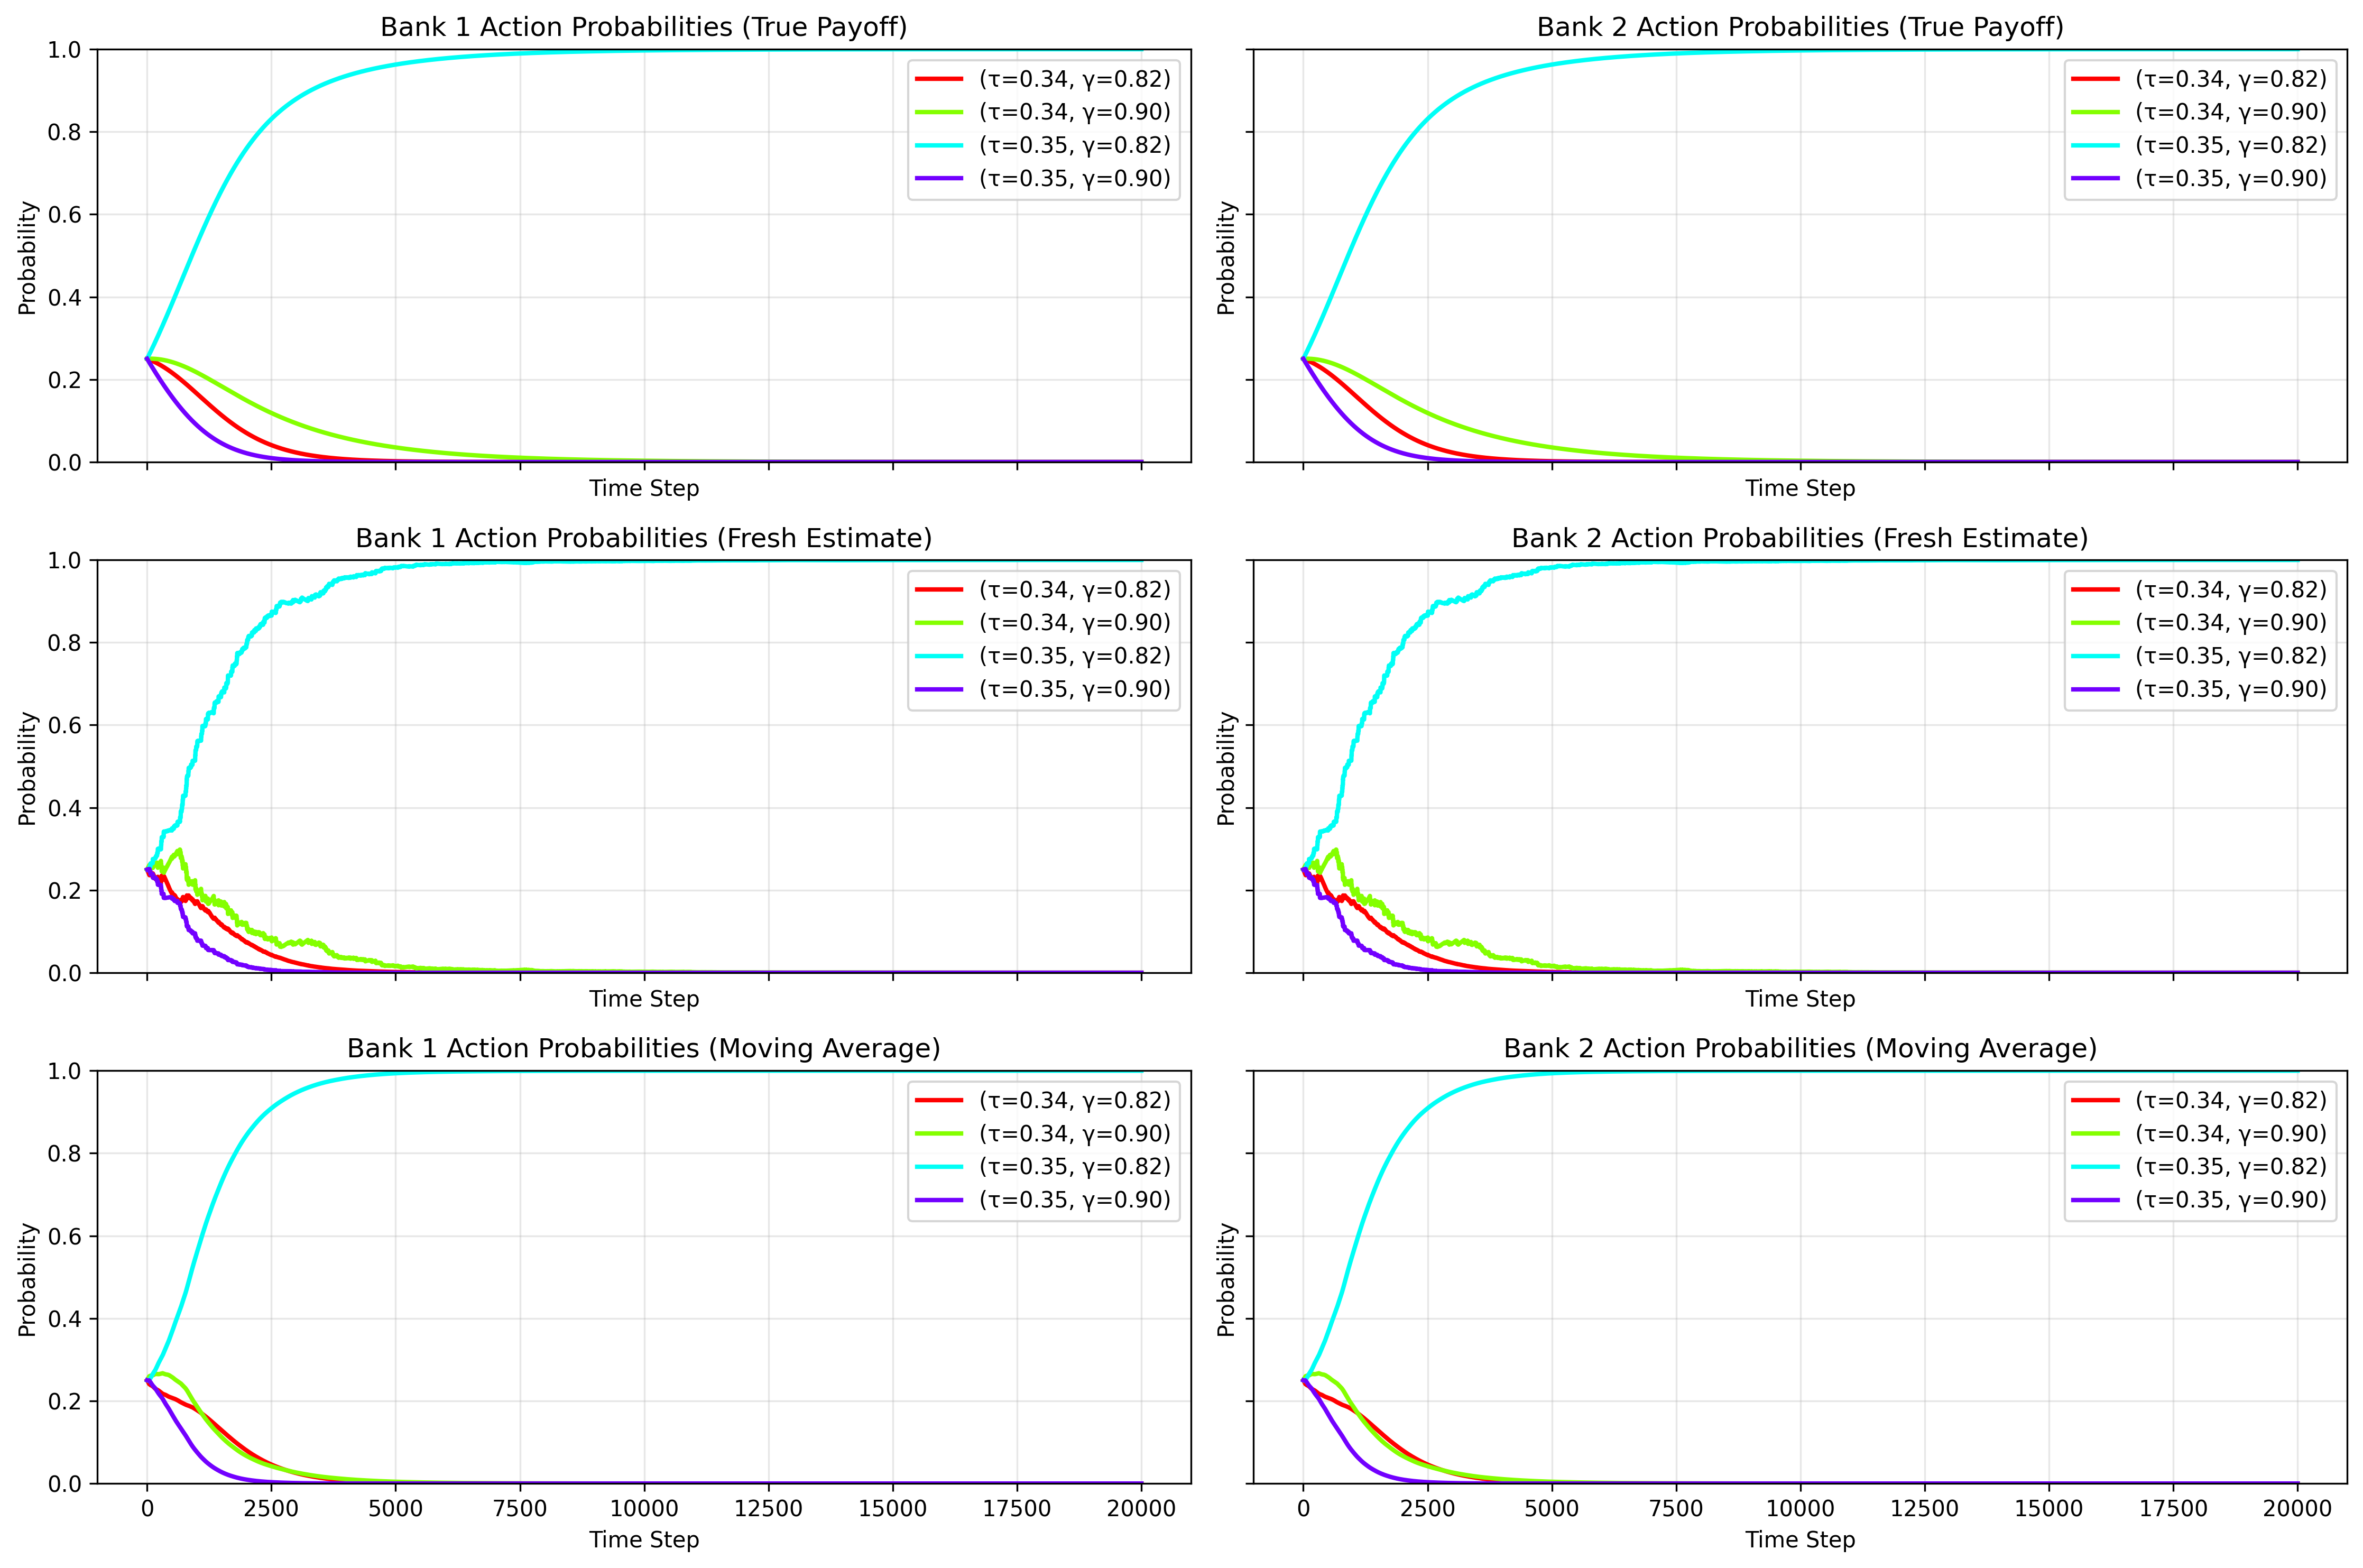 Bank 1 Action Probabilities (True Payoff)
Probability
1.0
0.8
0.6
0.4
0.2
0.0
(τ=0.34, γ=0.82)
(τ=0.34, γ=0.90)
(τ=0.35, γ=0.82)
(τ=0.35, γ=0.90)
Time Step
Bank 2 Action Probabilities (True Payoff)
Probability
(τ=0.34, γ=0.82)
(τ=0.34, γ=0.90)
(τ=0.35, γ=0.82)
(τ=0.35, γ=0.90)
Time Step
Bank 1 Action Probabilities (Fresh Estimate)
Probability
1.0
0.8
0.6
0.4
0.2
0.0
(τ=0.34, γ=0.82)
(τ=0.34, γ=0.90)
(τ=0.35, γ=0.82)
(τ=0.35, γ=0.90)
Time Step
Bank 2 Action Probabilities (Fresh Estimate)
Probability
(τ=0.34, γ=0.82)
(τ=0.34, γ=0.90)
(τ=0.35, γ=0.82)
(τ=0.35, γ=0.90)
Time Step
Bank 1 Action Probabilities (Moving Average)
Probability
1.0
0.8
0.6
0.4
0.2
0.0
(τ=0.34, γ=0.82)
(τ=0.34, γ=0.90)
(τ=0.35, γ=0.82)
(τ=0.35, γ=0.90)
0 2500 5000 7500 10000 12500 15000 17500 20000
Time Step
Bank 2 Action Probabilities (Moving Average)
Probability
(τ=0.34, γ=0.82)
(τ=0.34, γ=0.90)
(τ=0.35, γ=0.82)
(τ=0.35, γ=0.90)
0 2500 5000 7500 10000 12500 15000 17500 20000
Time Step